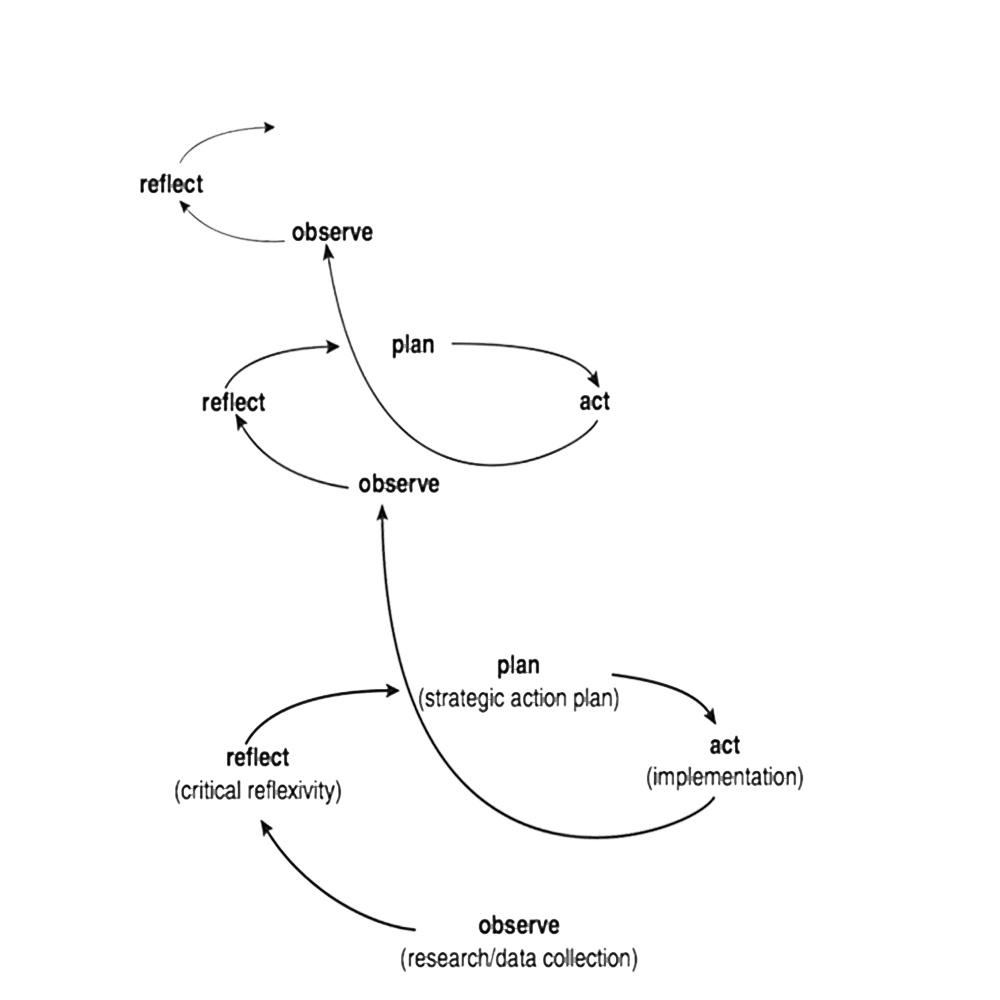 reflect
observe
plan
reflect
act
observe
plan
(strategic action plan)
act
(implementation)
reflect
(critical reflexivity)
observe
(research/data collection)